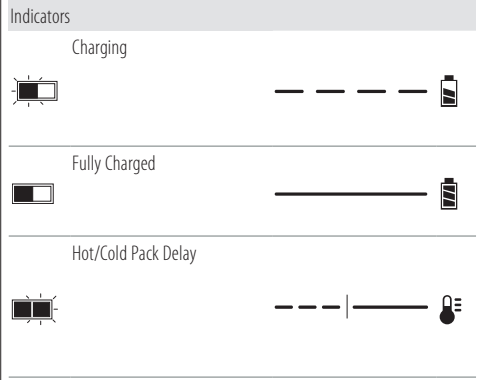 Indicators
Charging
Fully Charged
Hot/Cold Pack Delay